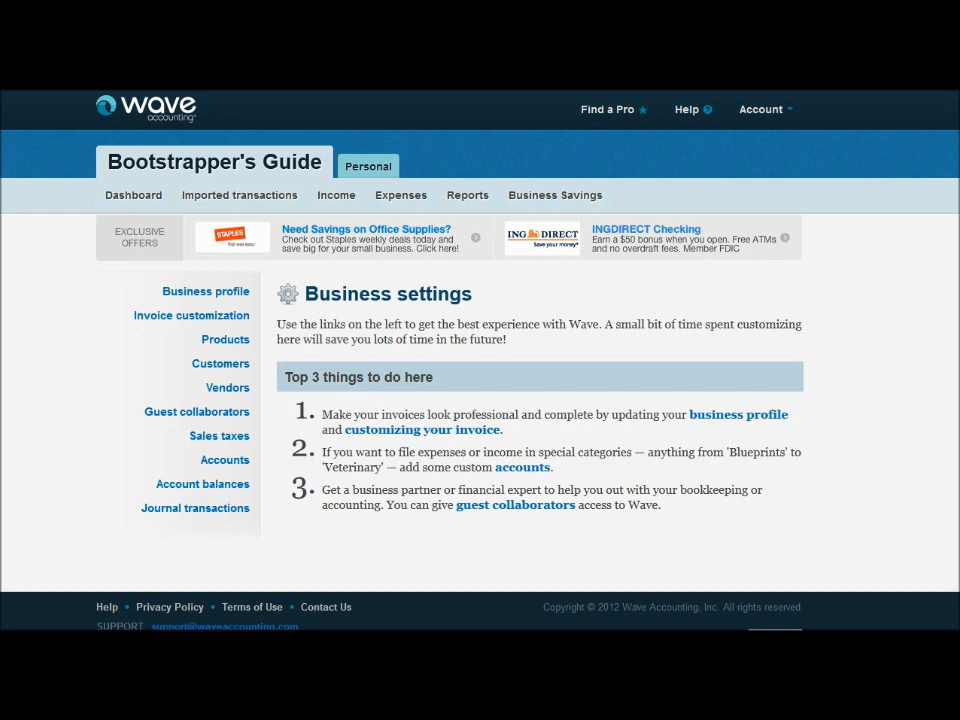 wave
accounting™
Find a Pro
Help ?
Account
Bootstrapper's Guide
Personal
Dashboard
Imported transactions
Income
Expenses
Reports
Business Savings
EXCLUSIVE
OFFERS
STAPLES
that was easy.
Need Savings on Office Supplies?
Check out Staples weekly deals today and
save big for your small business. Click here!
ING DIRECT
Save your money®
INGDIRECT Checking
Earn a $50 bonus when you open. Free ATMs
and no overdraft fees. Member FDIC
Business profile
Invoice customization
Products
Customers
Vendors
Guest collaborators
Sales taxes
Accounts
Account balances
Journal transactions
Business settings
Use the links on the left to get the best experience with Wave. A small bit of time spent customizing
here will save you lots of time in the future!
Top 3 things to do here
1. Make your invoices look professional and complete by updating your business profile
and customizing your invoice.
2. If you want to file expenses or income in special categories — anything from 'Blueprints' to
'Veterinary' — add some custom accounts.
3. Get a business partner or financial expert to help you out with your bookkeeping or
accounting. You can give guest collaborators access to Wave.
Help • Privacy Policy • Terms of Use • Contact Us
Copyright © 2012 Wave Accounting, Inc. All rights reserved.
SUPPORT support@waveaccounting.com